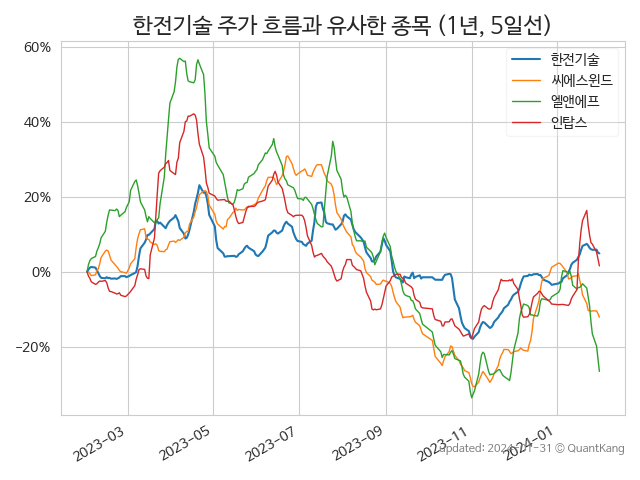 한전기술 주가 흐름과 유사한 종목 (1년, 5일선)
60%
40%
20%
0%
−20%
한전기술
씨에스윈드
엘앤에프
인탑스
2023-03
2023-05
2023-07
2023-09
2023-11
2024-01
updated: 2024-01-31 © QuantKang